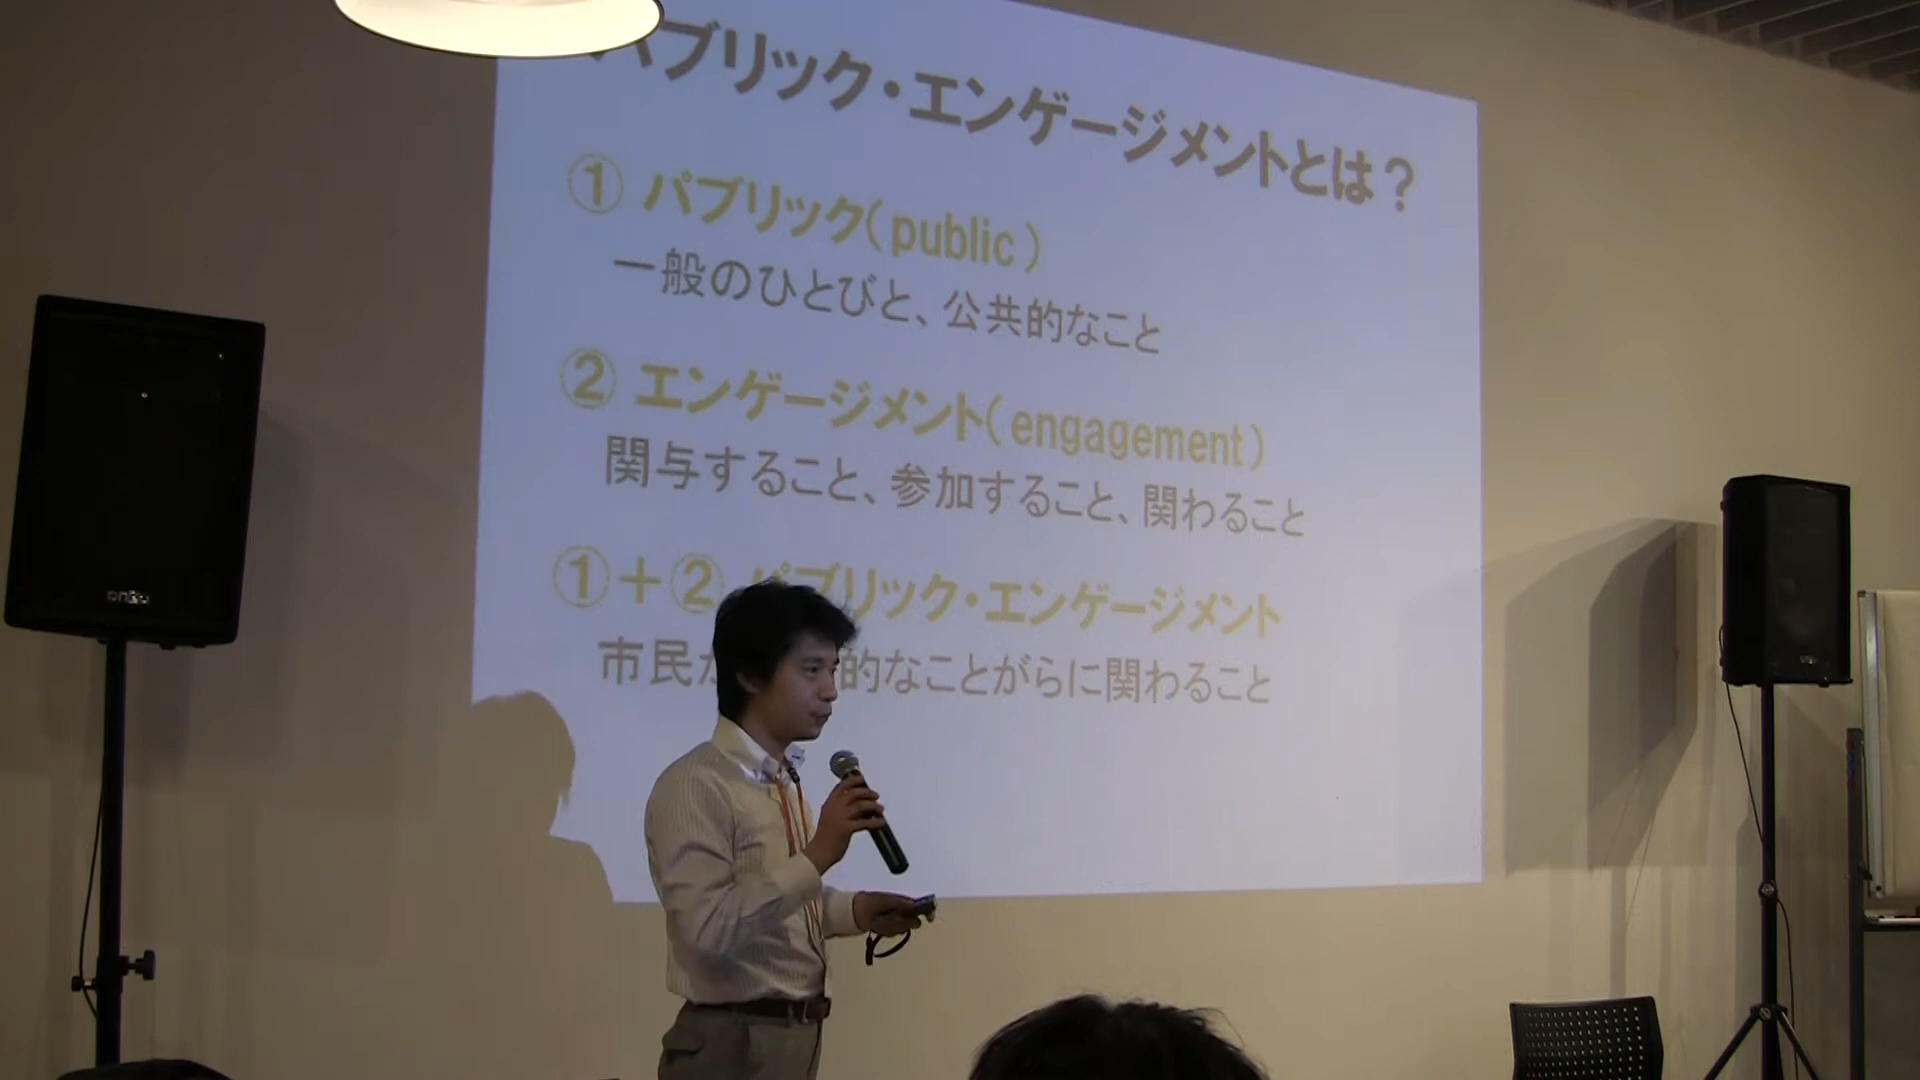 パブリック・エンゲージメントとは？
① パブリック(public)
一般のひとびと、公共的なこと
② エンゲージメント(engagement)
関与すること、参加すること、関わること
①＋② パブリック・エンゲージメント
市民が 的なことがらに関わること